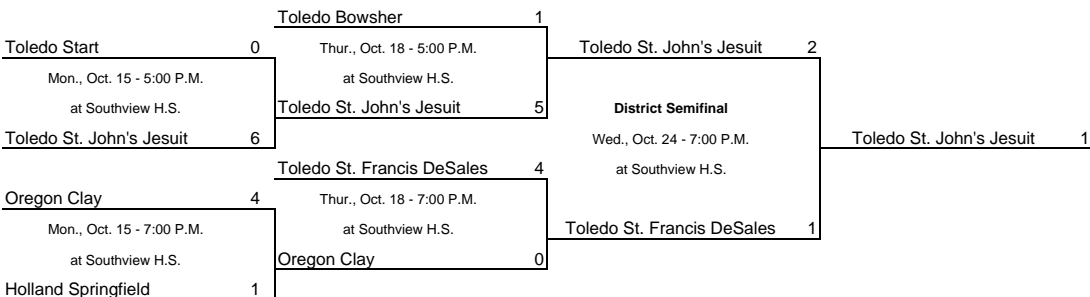 Toledo Bowsher 1
Toledo Start 0
Thur., Oct. 18 - 5:00 P.M.
Toledo St. John's Jesuit 2
Mon., Oct. 15 - 5:00 P.M.
at Southview H.S.
at Southview H.S.
Toledo St. John's Jesuit 5
District Semifinal
Toledo St. John's Jesuit 6
Wed., Oct. 24 - 7:00 P.M.
Toledo St. John's Jesuit 1
Toledo St. Francis DeSales 4
at Southview H.S.
Oregon Clay 4
Thur., Oct. 18 - 7:00 P.M.
Mon., Oct. 15 - 7:00 P.M.
at Southview H.S.
Toledo St. Francis DeSales 1
at Southview H.S.
Oregon Clay 0
Holland Springfield 1